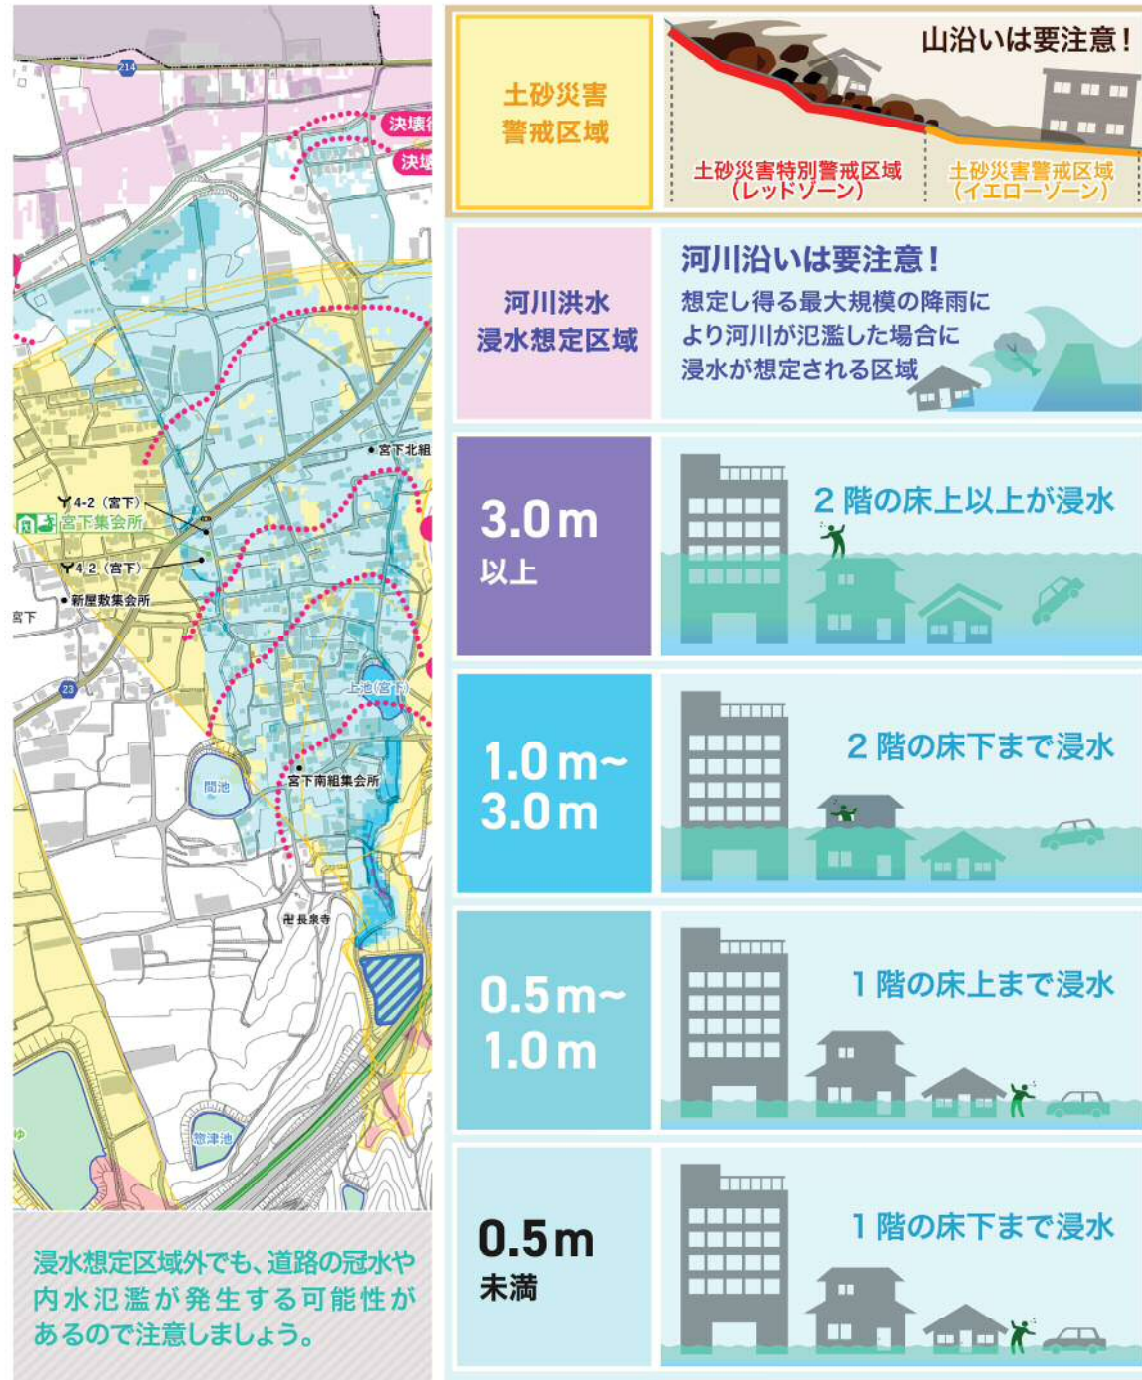 214
決壊
決壊
宮下北組
4-2（宮下）
宮下集会所
4-2（宮下）
新屋敷集会所
宮下
23
上池(宮下)
間池
宮下南組集会所
卍長泉寺
惣津池
ゆ
浸水想定区域外でも、道路の冠水や
内水氾濫が発生する可能性が
あるので注意しましょう。
土砂災害
警戒区域
山沿いは要注意！
土砂災害特別警戒区域
（レッドゾーン）
土砂災害警戒区域
（イエローゾーン）
河川洪水
浸水想定区域
河川沿いは要注意！
想定し得る最大規模の降雨に
より河川が氾濫した場合に
浸水が想定される区域
3.0m
以上
2階の床上以上が浸水
1.0m~
3.0m
2階の床下まで浸水
0.5m~
1.0m
1階の床上まで浸水
0.5m
未満
1階の床下まで浸水